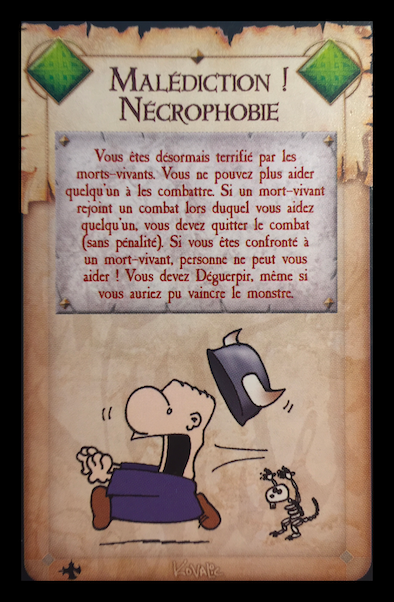 MALÉDICTION !
NÉCROPHOBIE
Vous êtes désormais terrifié par les
morts-vivants. Vous ne pouvez plus aider
quelqu'un à les combattre. Si un mort-vivant
rejoint un combat lors duquel vous aidez
quelqu'un, vous devez quitter le combat
(sans pénalité). Si vous êtes confronté à
un mort-vivant, personne ne peut vous
aider ! Vous devez Déguerpir, même si
vous auriez pu vaincre le monstre.
KOVALIC